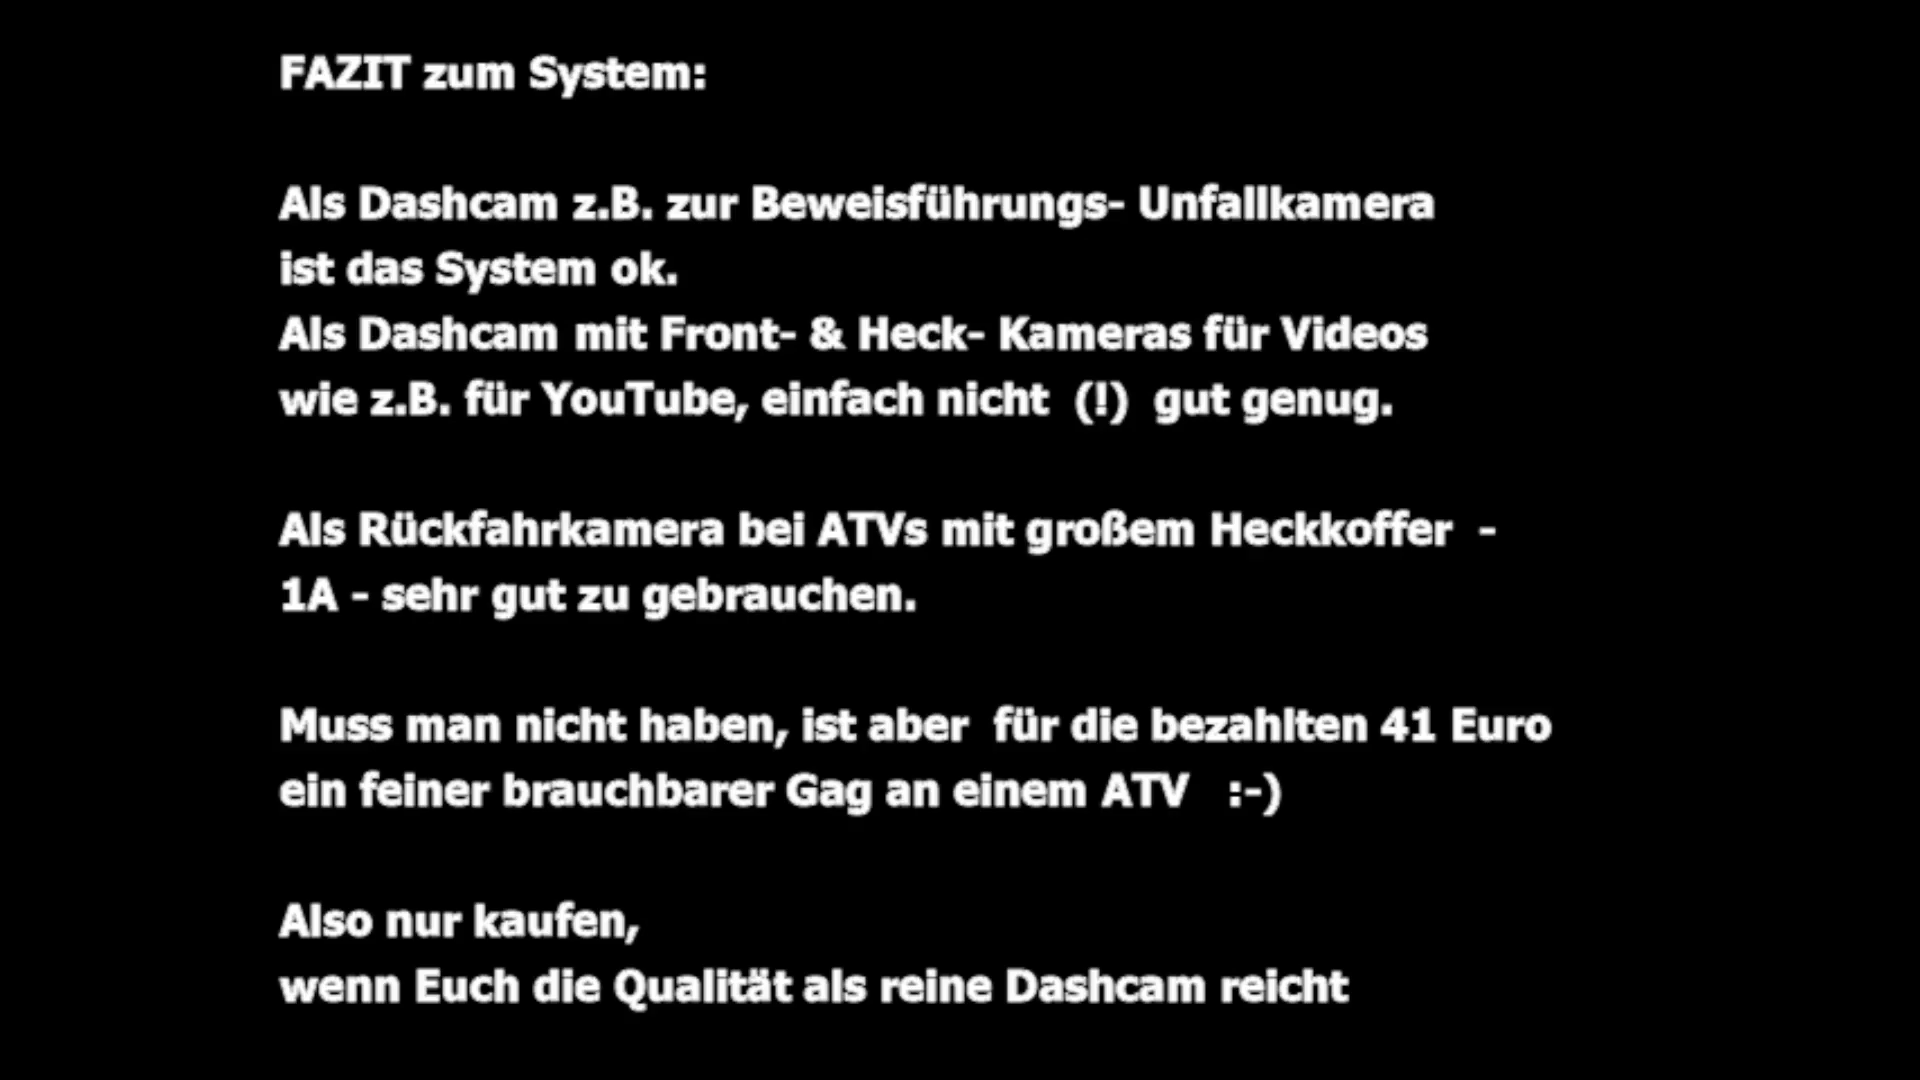 FAZIT zum System:
Als Dashcam z.B. zur Beweisführungs- Unfallkamera
ist das System ok.
Als Dashcam mit Front- & Heck- Kameras für Videos
wie z.B. für YouTube, einfach nicht  (!)  gut genug.
Als Rückfahrkamera bei ATVs mit großem Heckkoffer  -
1A - sehr gut zu gebrauchen.
Muss man nicht haben, ist aber  für die bezahlten 41 Euro
ein feiner brauchbarer Gag an einem ATV   :-)
Also nur kaufen,
wenn Euch die Qualität als reine Dashcam reicht